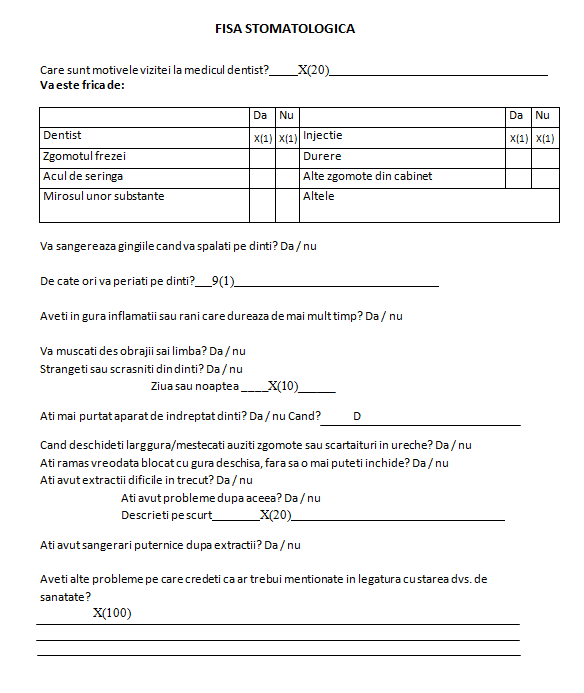 FISA STOMATOLOGICA
Care sunt motivele vizitei la medicul dentist?_____X(20)_________________________________
Va este frica de:
Da Nu Da Nu
Dentist X(1) X(1) Injectie X(1) X(1)
Zgomotul frezei Durere
Acul de seringa Alte zgomote din cabinet
Mirosul unor substante Altele
Va sangereaza gingiile cand va spalati pe dinti? Da / nu
De cate ori va periati pe dinti?___9(1)________________________________
Aveti in gura inflamatii sau rani care dureaza de mai mult timp? Da / nu
Va muscati des obrajii sai limba? Da / nu
Strangeti sau scrasniti din dinti? Da / nu
Ziua sau noaptea ____X(10)______
Ati mai purtat aparat de indreptat dinti? Da / nu Cand? D
Cand deschideti larg gura/mestecati auziti zgomote sau scartaituri in ureche? Da / nu
Ati ramas vreodata blocat cu gura deschisa, fara sa o mai puteti inchide? Da / nu
Ati avut extractii dificile in trecut? Da / nu
Ati avut probleme dupa aceea? Da / nu
Descrieti pe scurt________X(20)__________________________________
Ati avut sangerari puternice dupa extractii? Da / nu
Aveti alte probleme pe care credeti ca ar trebui mentionate in legatura cu starea dvs. de
sanatate?
X(100)